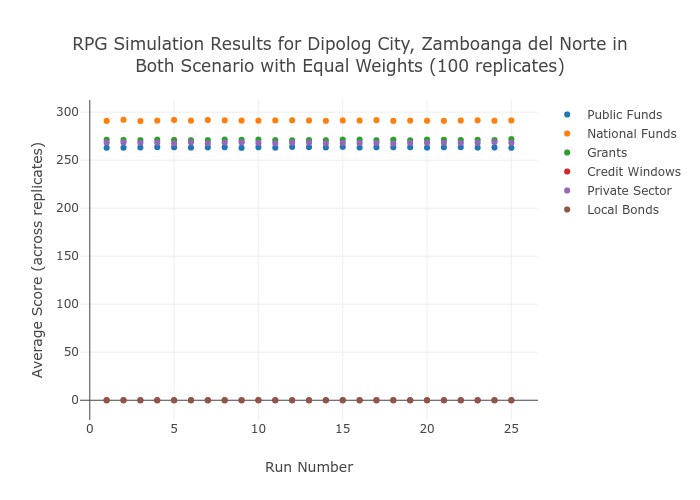 RPG Simulation Results for Dipolog City, Zamboanga del Norte in
Both Scenario with Equal Weights (100 replicates)
Average Score (across replicates)
300
250
200
150
100
50
0
0
5
10
15
20
25
Run Number
Public Funds
National Funds
Grants
Credit Windows
Private Sector
Local Bonds